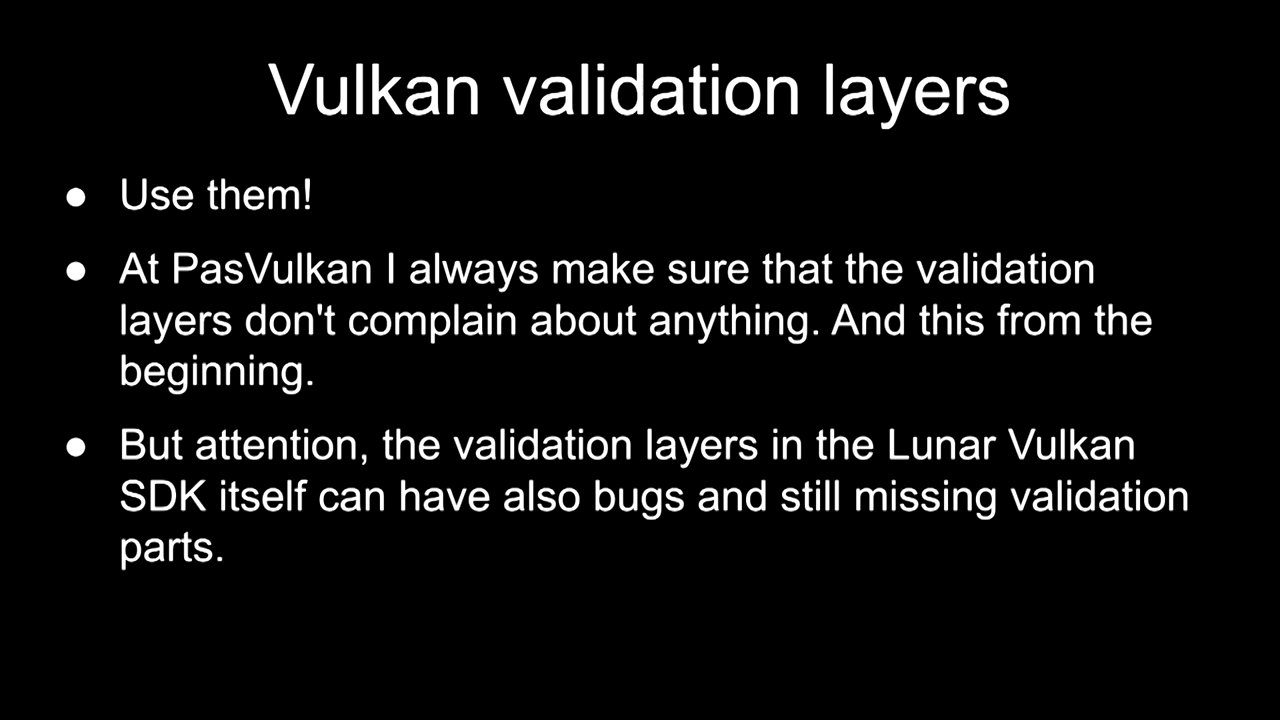 Vulkan validation layers
● Use them!
● At PasVulkan I always make sure that the validation
layers don't complain about anything. And this from the
beginning.
● But attention, the validation layers in the Lunar Vulkan
SDK itself can have also bugs and still missing validation
parts.